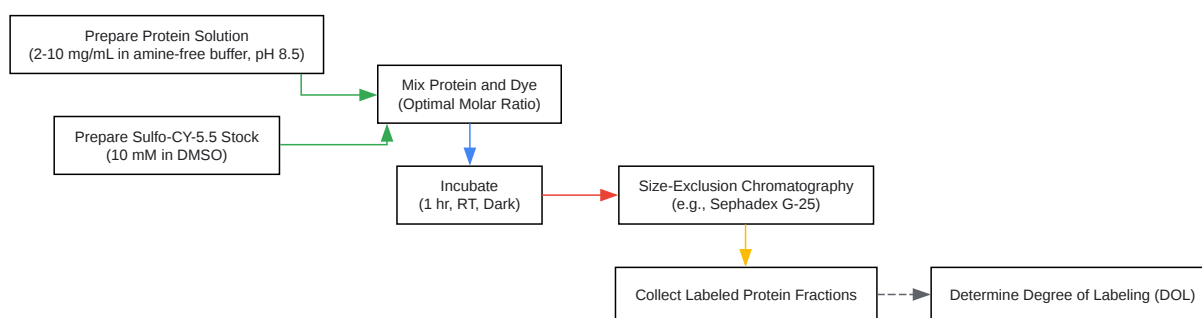 Prepare Protein Solution
(2-10 mg/mL in amine-free buffer, pH 8.5)
Mix Protein and Dye
(Optimal Molar Ratio)
Prepare Sulfo-CY-5.5 Stock
(10 mM in DMSO)
Incubate
(1 hr, RT, Dark)
Size-Exclusion Chromatography
(e.g., Sephadex G-25)
Collect Labeled Protein Fractions
Determine Degree of Labeling (DOL)